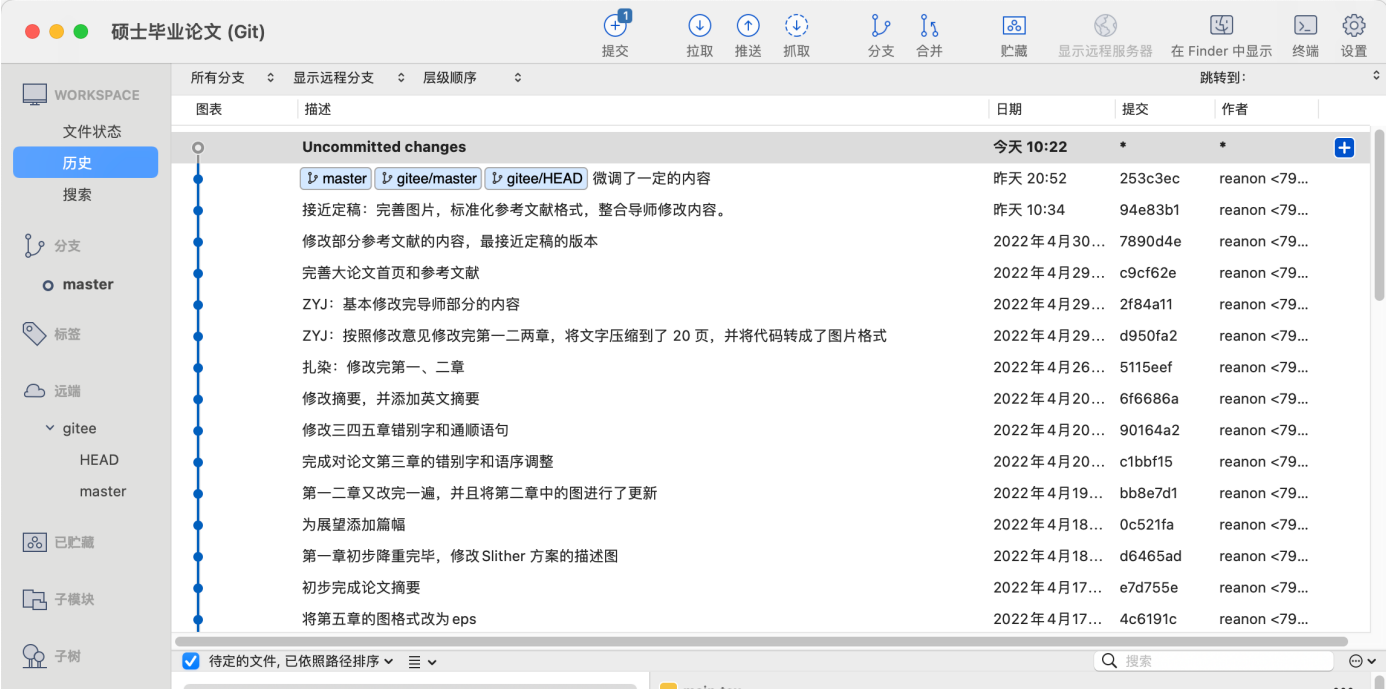 硕士毕业论文 (Git)
1
提交 拉取 推送 抓取 分支 合并 贮藏 显示远程服务器 在 Finder 中显示 终端 设置
WORKSPACE
文件状态
历史
搜索
分支
master
标签
远端
gitee
HEAD
master
已贮藏
子模块
子树
所有分支 显示远程分支 层级顺序 跳转到:
图表 描述 日期 提交 作者
Uncommitted changes 今天 10:22 * *
master gitee/master gitee/HEAD 微调了一定的内容 昨天 20:52 253c3ec reanon <79...
接近定稿：完善图片，标准化参考文献格式，整合导师修改内容。 昨天 10:34 94e83b1 reanon <79...
修改部分参考文献的内容，最接近定稿的版本 2022年4月30... 7890d4e reanon <79...
完善大论文首页和参考文献 2022年4月29... c9cf62e reanon <79...
ZYJ：基本修改完导师部分的内容 2022年4月29... 2f84a11 reanon <79...
ZYJ：按照修改意见修改完第一二两章，将文字压缩到了 20 页，并将代码转成了图片格式 2022年4月29... d950fa2 reanon <79...
扎染：修改完第一、二章 2022年4月26... 5115eef reanon <79...
修改摘要，并添加英文摘要 2022年4月20... 6f6686a reanon <79...
修改三四五章错别字和通顺语句 2022年4月20... 90164a2 reanon <79...
完成对论文第三章的错别字和语序调整 2022年4月20... c1bbf15 reanon <79...
第一二章又改完一遍，并且将第二章中的图进行了更新 2022年4月19... bb8e7d1 reanon <79...
为展望添加篇幅 2022年4月18... 0c521fa reanon <79...
第一章初步降重完毕，修改Slither 方案的描述图 2022年4月18... d6465ad reanon <79...
初步完成论文摘要 2022年4月17... e7d755e reanon <79...
将第五章的图格式改为eps 2022年4月17... 4c6191c reanon <79...
待定的文件, 已依照路径排序 搜索